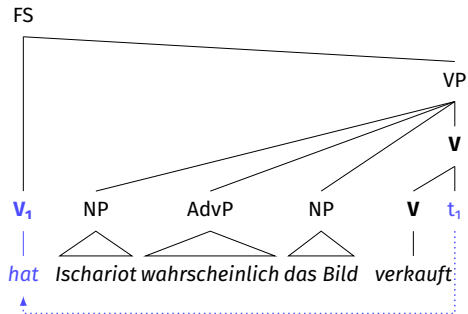 FS
VP
V
V₁ NP AdvP NP V t₁
hat Ischariot wahrscheinlich das Bild verkauft